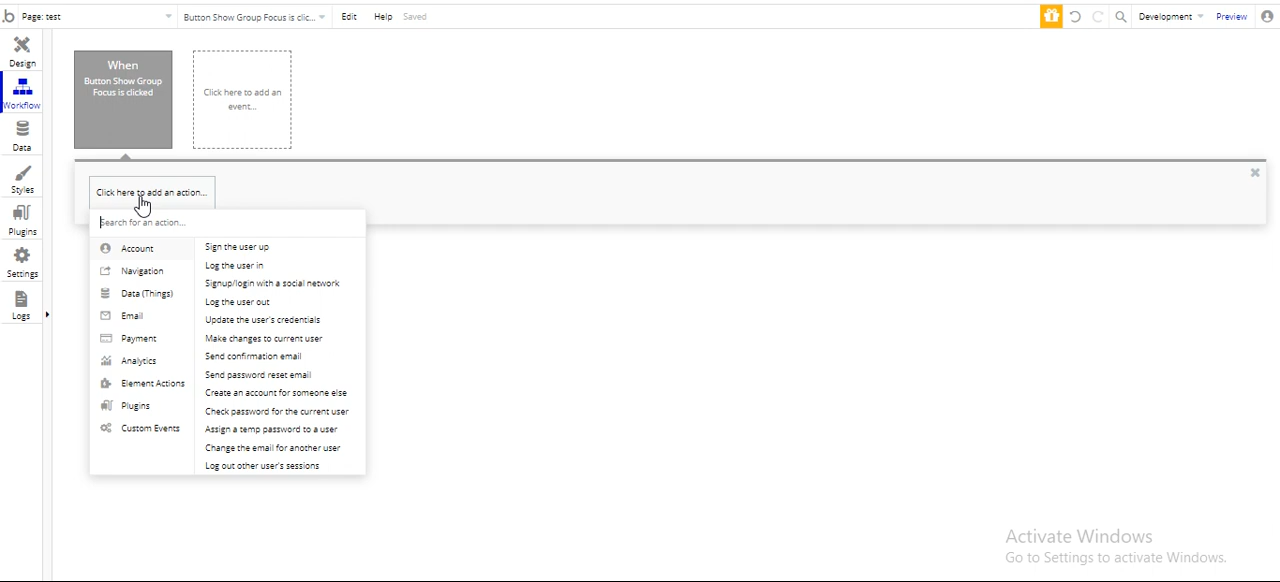 b Page: test Button Show Group Focus is clic... Edit Help Saved Development Preview
Design
Workflow
Data
Styles
Plugins
Settings
Logs
When
Button Show Group
Focus is clicked
Click here to add an
event...
Click here to add an action...
Search for an action...
Account
Navigation
Data (Things)
Email
Payment
Analytics
Element Actions
Plugins
Custom Events
Sign the user up
Log the user in
Signup/login with a social network
Log the user out
Update the user's credentials
Make changes to current user
Send confirmation email
Send password reset email
Create an account for someone else
Check password for the current user
Assign a temp password to a user
Change the email for another user
Log out other user's sessions
Activate Windows
Go to Settings to activate Windows.